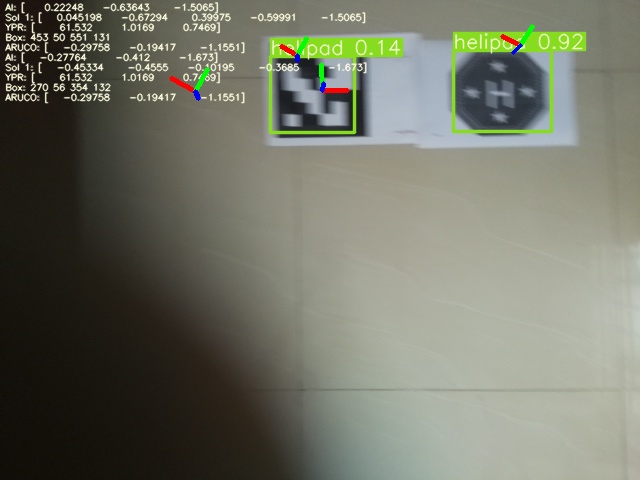 AI: [ 0.22248 -0.63643 -1.5065]
Sol 1: [ 0.045198 -0.67294 0.39975 -0.59991 -1.5065]
YPR: [ 61.532 1.0169 0.7469]
Box: 453 50 551 131
ARUCO: [ -0.29758 -0.19417 -1.1551]
AI: [ -0.27764 -0.412 -1.673]
Sol 1: [ -0.45334 -0.4555 -0.10195 -0.3685 -1.673]
YPR: [ 61.532 1.0169 0.7469]
Box: 270 56 354 132
ARUCO: [ -0.29758 -0.19417 -1.1551]
helipad 0.14
helipad 0.92
H